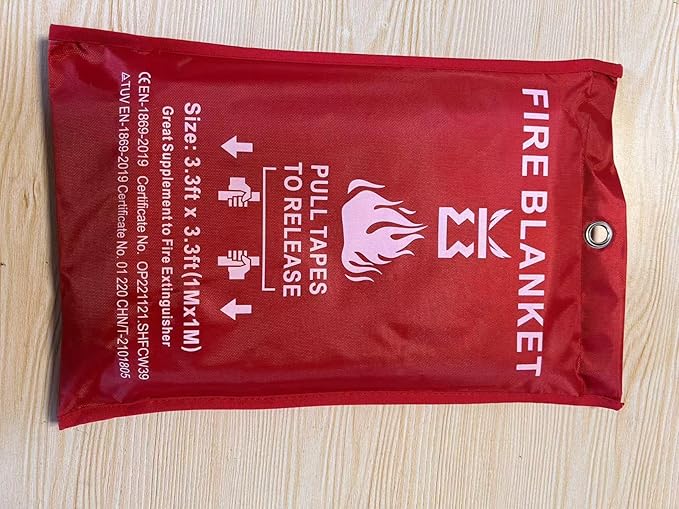 FIRE BLANKET
PULL TAPES
TO RELEASE
Size: 3.3ft x 3.3ft(1Mx1M)
Great Supplement to Fire Extinguisher
CE EN-1869-2019 Certificate No. OP221121.SHFCW39
TUV EN-1869-2019 Certificate No. 01 220 CHN/T-2101805